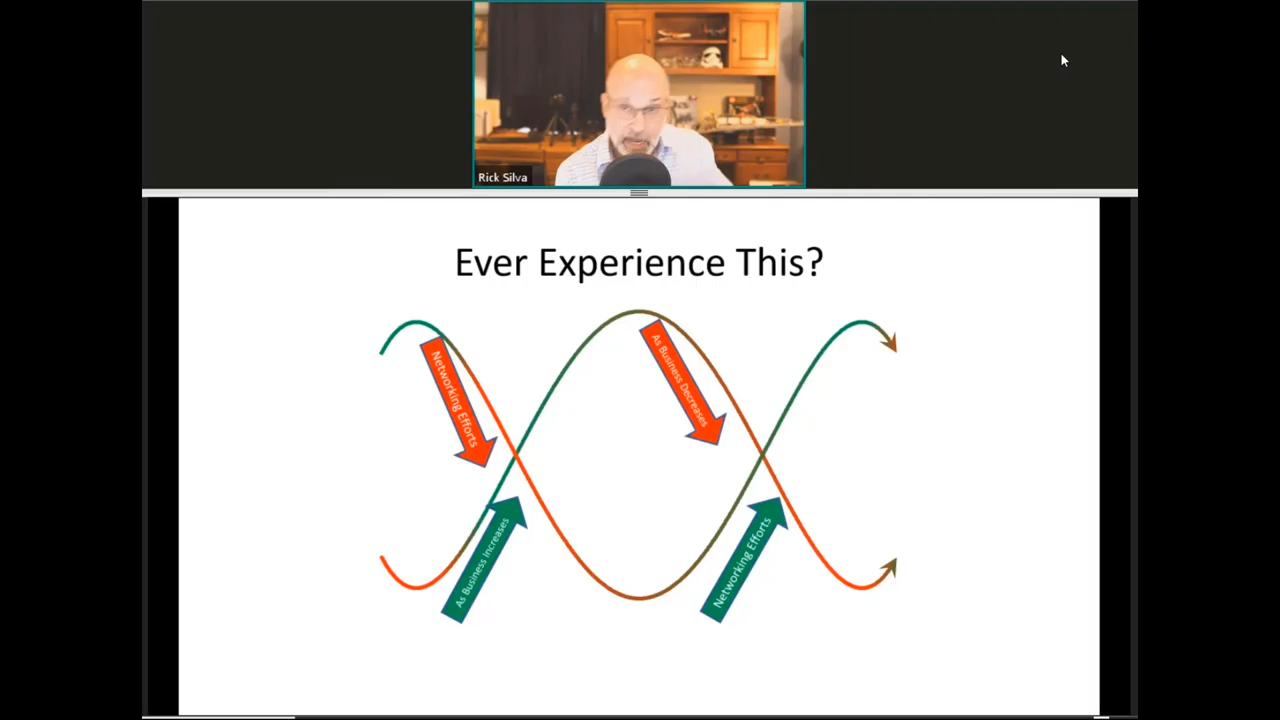 Rick Silva
Ever Experience This?
Networking Efforts
As Business Decreases
As Business Increases
Networking Efforts